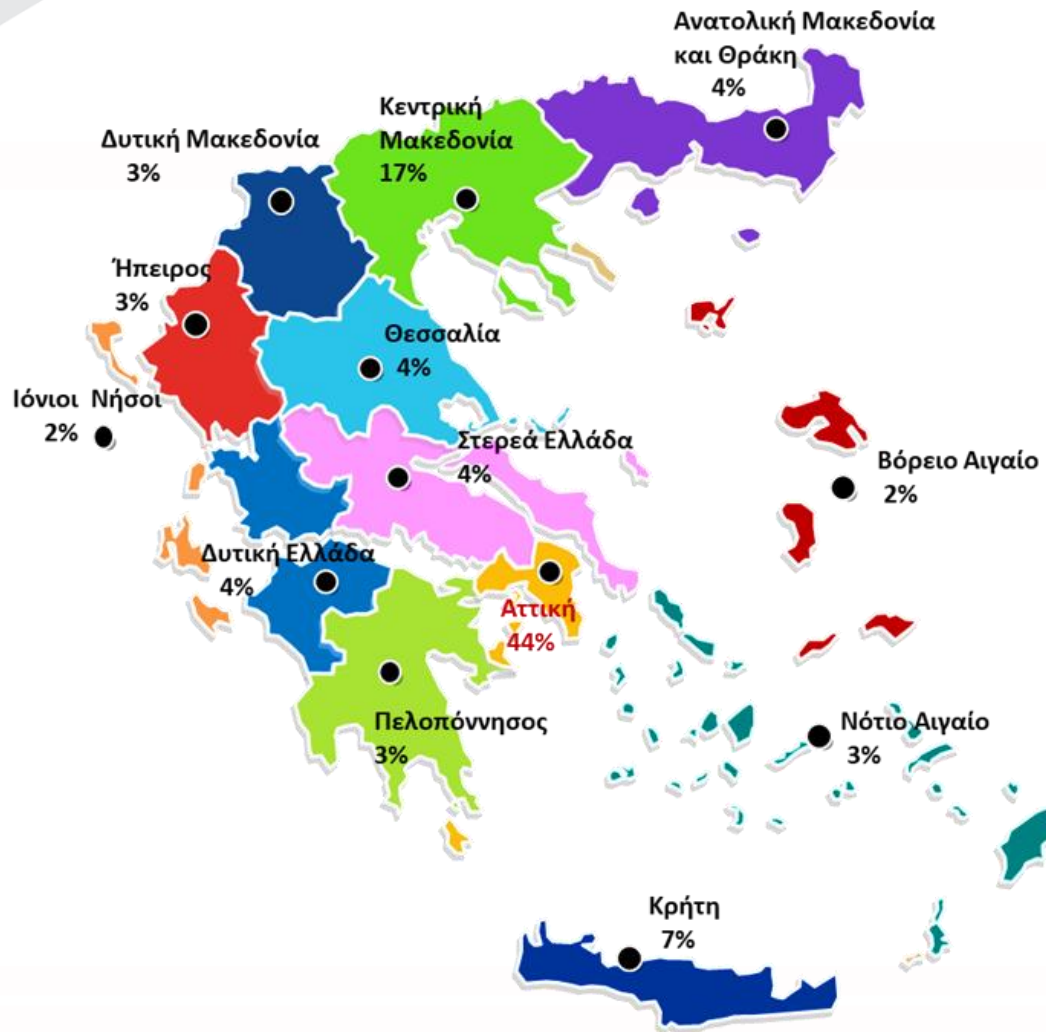 Ανατολική Μακεδονία
και Θράκη
4%
Κεντρική
Μακεδονία
17%
Δυτική Μακεδονία
3%
Ήπειρος
3%
Θεσσαλία
4%
Ιόνιοι Νήσοι
2%
Στερεά Ελλάδα
4%
Βόρειο Αιγαίο
2%
Δυτική Ελλάδα
4%
Αττική
44%
Πελοπόννησος
3%
Νότιο Αιγαίο
3%
Κρήτη
7%